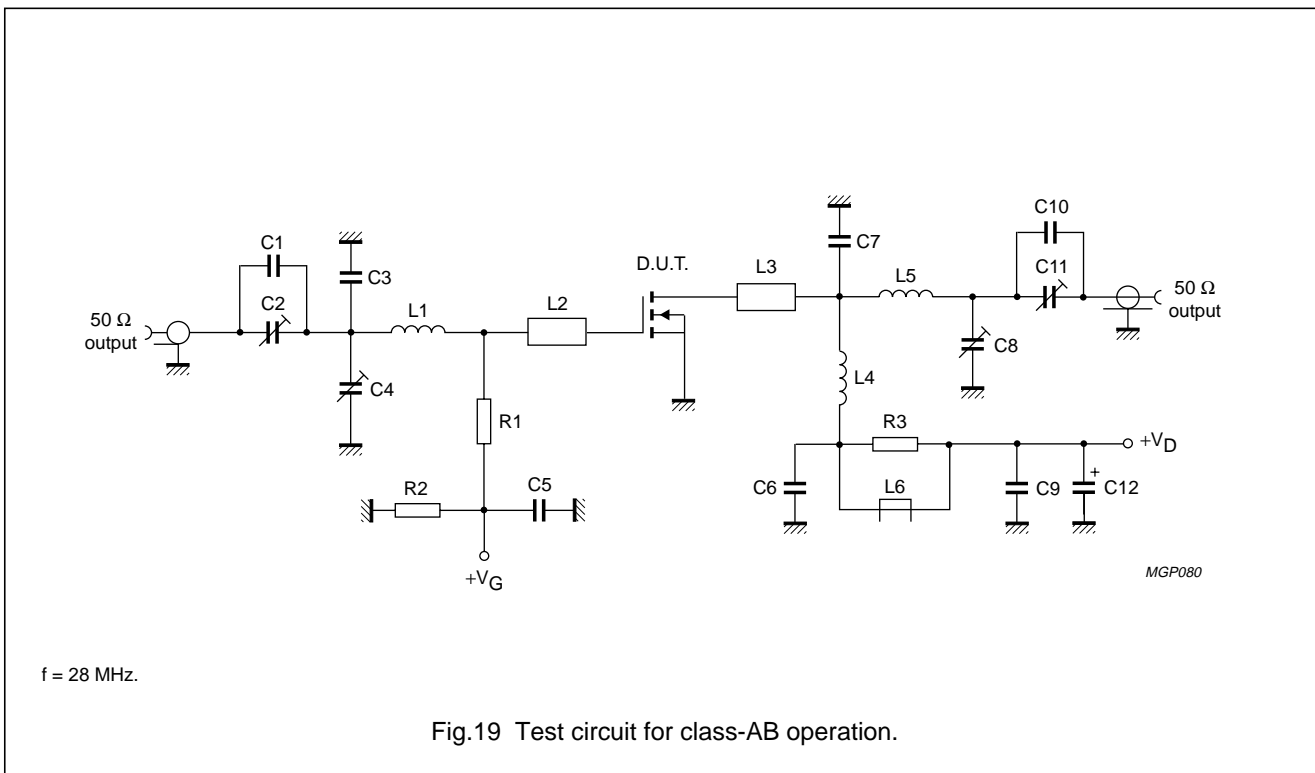 C10
C1
C3
C7
D.U.T.
L3
L5
C11
50 Ω
output
C2
L1
L2
50 Ω
output
C4
C8
L4
R1
R3
+VD
R2
C5
C6
L6
C9
+
C12
+VG
MGP080
f = 28 MHz.
Fig.19 Test circuit for class-AB operation.